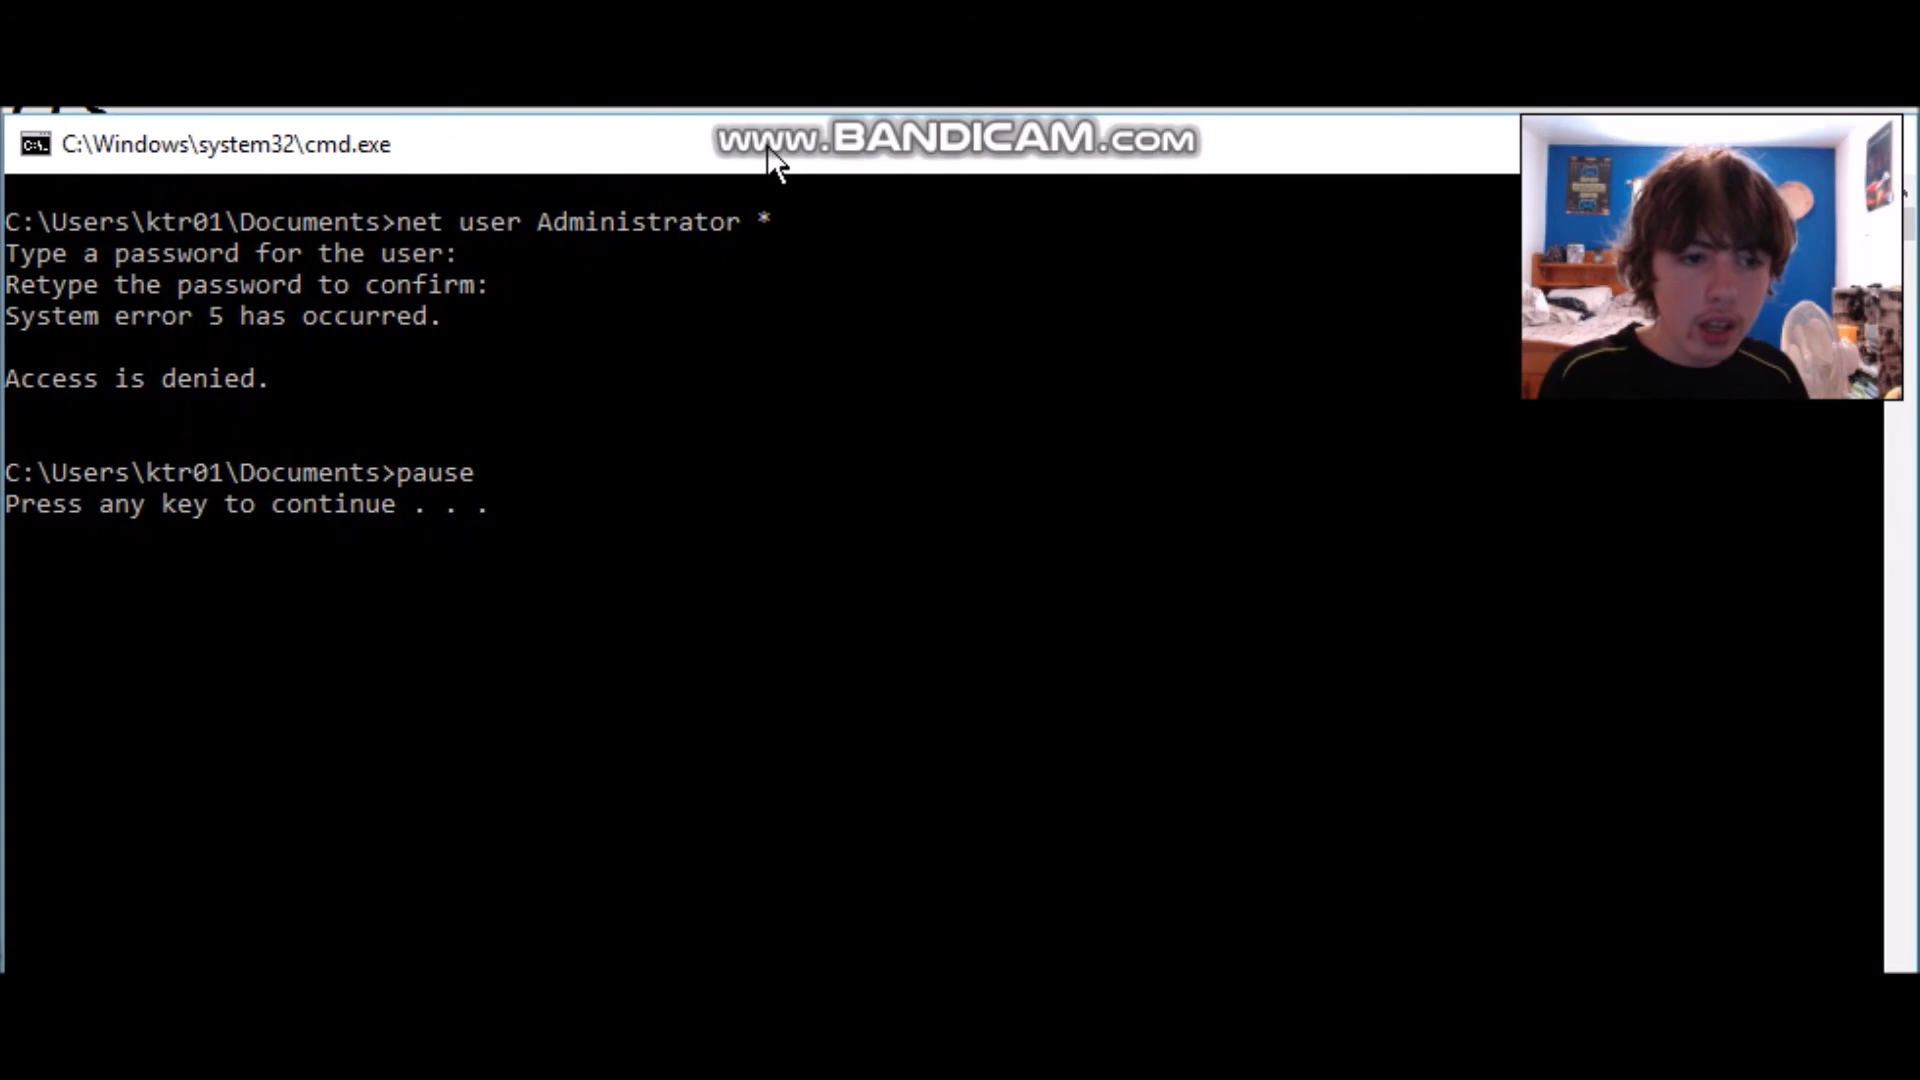 C:\Windows\system32\cmd.exe
www.BANDICAM.com
C:\Users\ktr01\Documents>net user Administrator *
Type a password for the user:
Retype the password to confirm:
System error 5 has occurred.
Access is denied.
C:\Users\ktr01\Documents>pause
Press any key to continue . . .